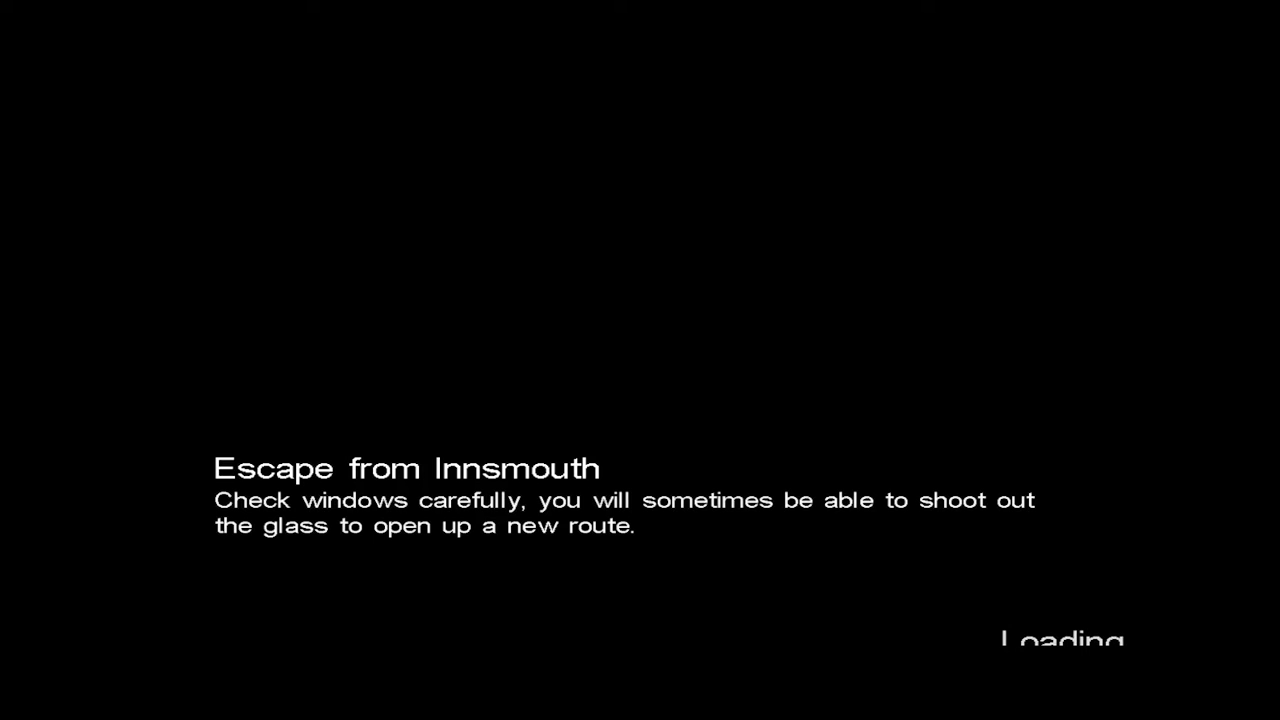 Escape from Innsmouth
Check windows carefully, you will sometimes be able to shoot out
the glass to open up a new route.
Loading